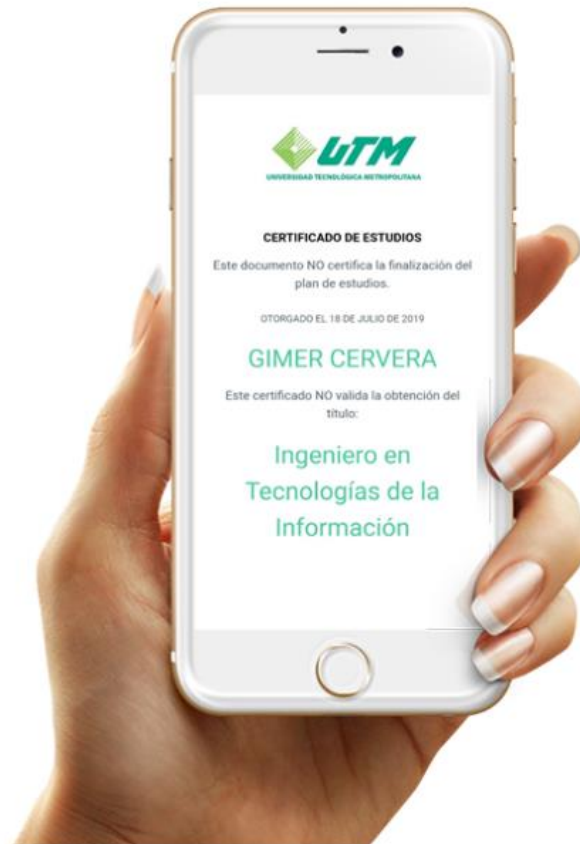 UTM
UNIVERSIDAD TECNOLÓGICA METROPOLITANA
CERTIFICADO DE ESTUDIOS
Este documento NO certifica la finalización del
plan de estudios.
OTORGADO EL 18 DE JULIO DE 2019
GIMER CERVERA
Este certificado NO valida la obtención del
título:
Ingeniero en
Tecnologías de la
Información